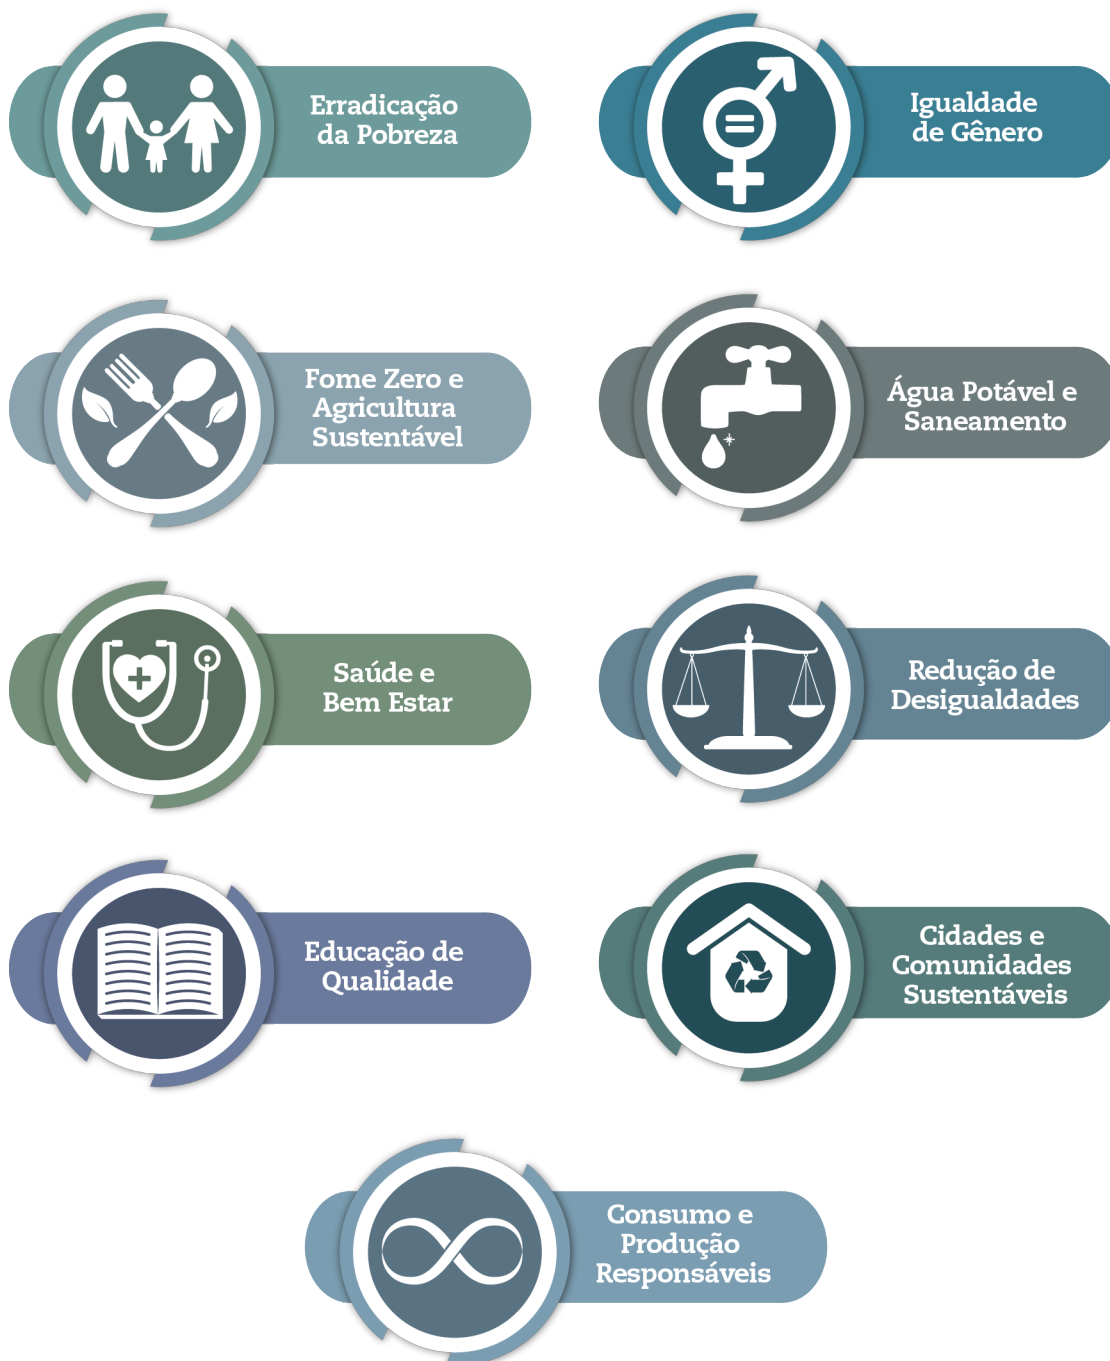 Erradicação
da Pobreza
Igualdade
de Gênero
Fome Zero e
Agricultura
Sustentável
Água Potável e
Saneamento
Saúde e
Bem Estar
Redução de
Desigualdades
Educação de
Qualidade
Cidades e
Comunidades
Sustentáveis
Consumo e
Produção
Responsáveis